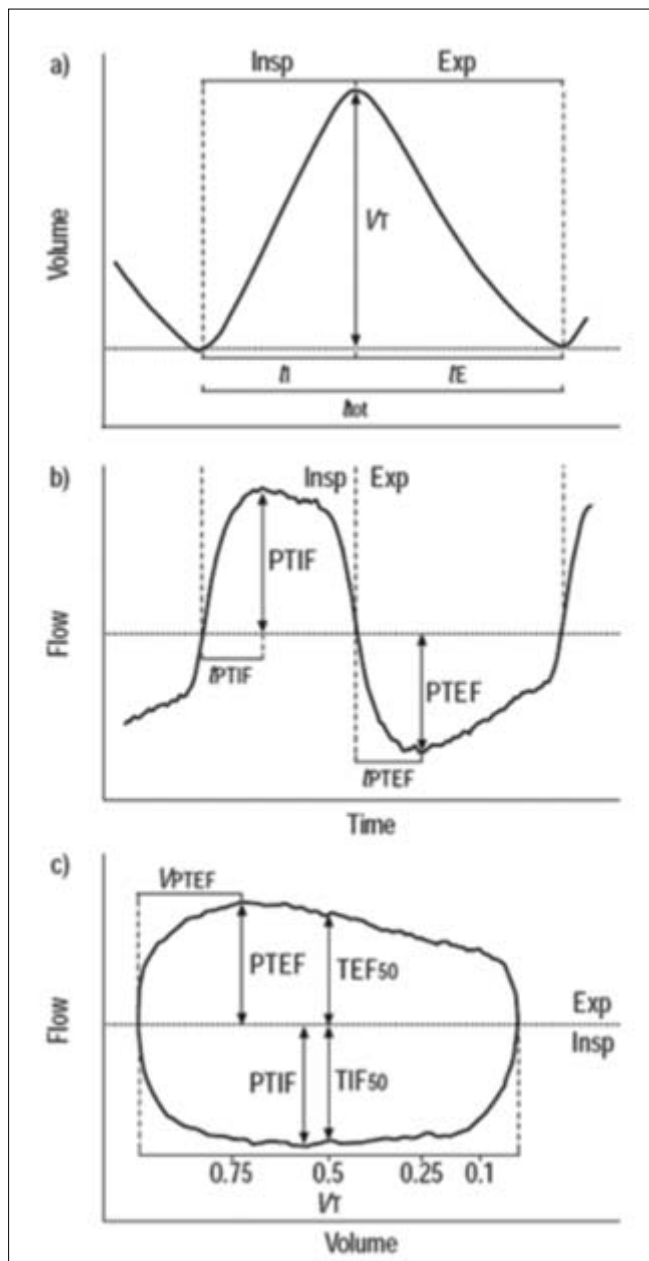 a)
Insp Exp
Volume
VT
tI tE
ttot
b)
Insp Exp
PTIF
Flow
tPTIF
PTEF
tPTEF
Time
c)
VPTEF
PTEF TEF50
Flow
Exp
Insp
PTIF TIF50
0.75 0.5 0.25 0.1
VT
Volume